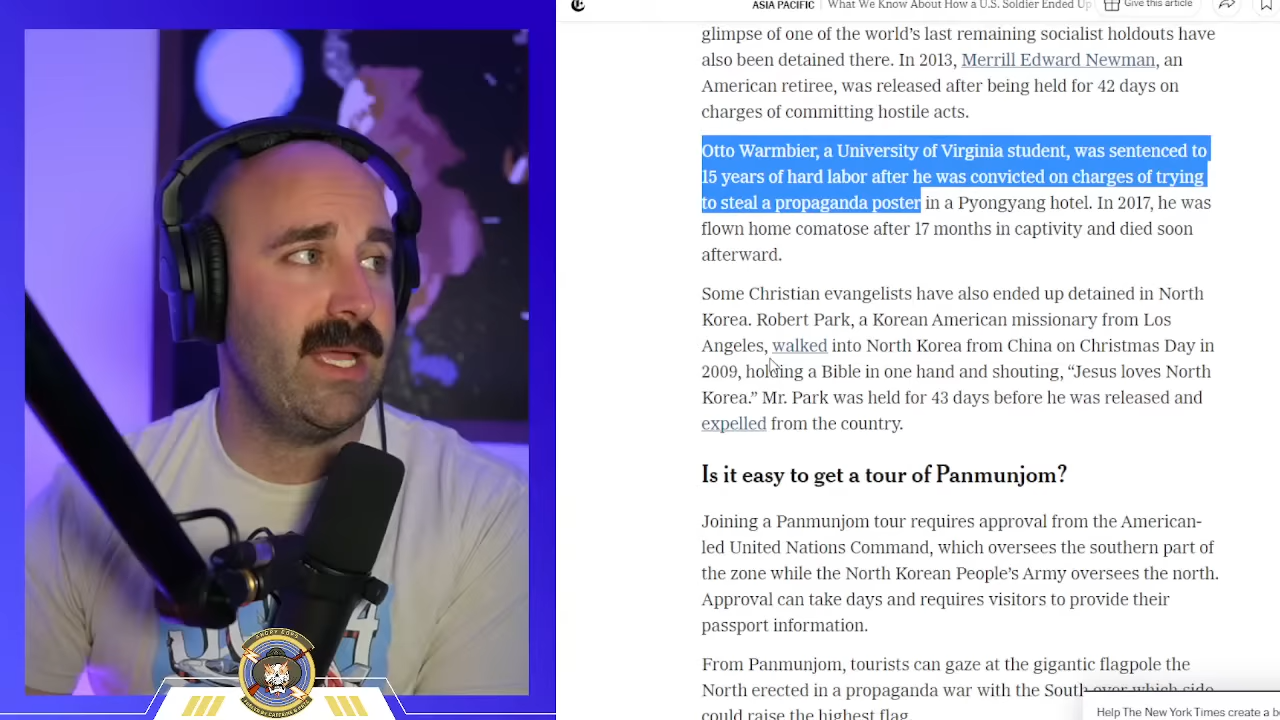 ASIA PACIFIC | What We Know About How a U.S. Soldier Ended Up
Give this article
glimpse of one of the world’s last remaining socialist holdouts have
also been detained there. In 2013, Merrill Edward Newman, an
American retiree, was released after being held for 42 days on
charges of committing hostile acts.
Otto Warmbier, a University of Virginia student, was sentenced to
15 years of hard labor after he was convicted on charges of trying
to steal a propaganda poster in a Pyongyang hotel. In 2017, he was
flown home comatose after 17 months in captivity and died soon
afterward.
Some Christian evangelists have also ended up detained in North
Korea. Robert Park, a Korean American missionary from Los
Angeles, walked into North Korea from China on Christmas Day in
2009, holding a Bible in one hand and shouting, “Jesus loves North
Korea.” Mr. Park was held for 43 days before he was released and
expelled from the country.
Is it easy to get a tour of Panmunjom?
Joining a Panmunjom tour requires approval from the American-
led United Nations Command, which oversees the southern part of
the zone while the North Korean People’s Army oversees the north.
Approval can take days and requires visitors to provide their
passport information.
From Panmunjom, tourists can gaze at the gigantic flagpole the
North erected in a propaganda war with the South over which side
could raise the highest flag.
Help The New York Times create a
ANGRY COPS